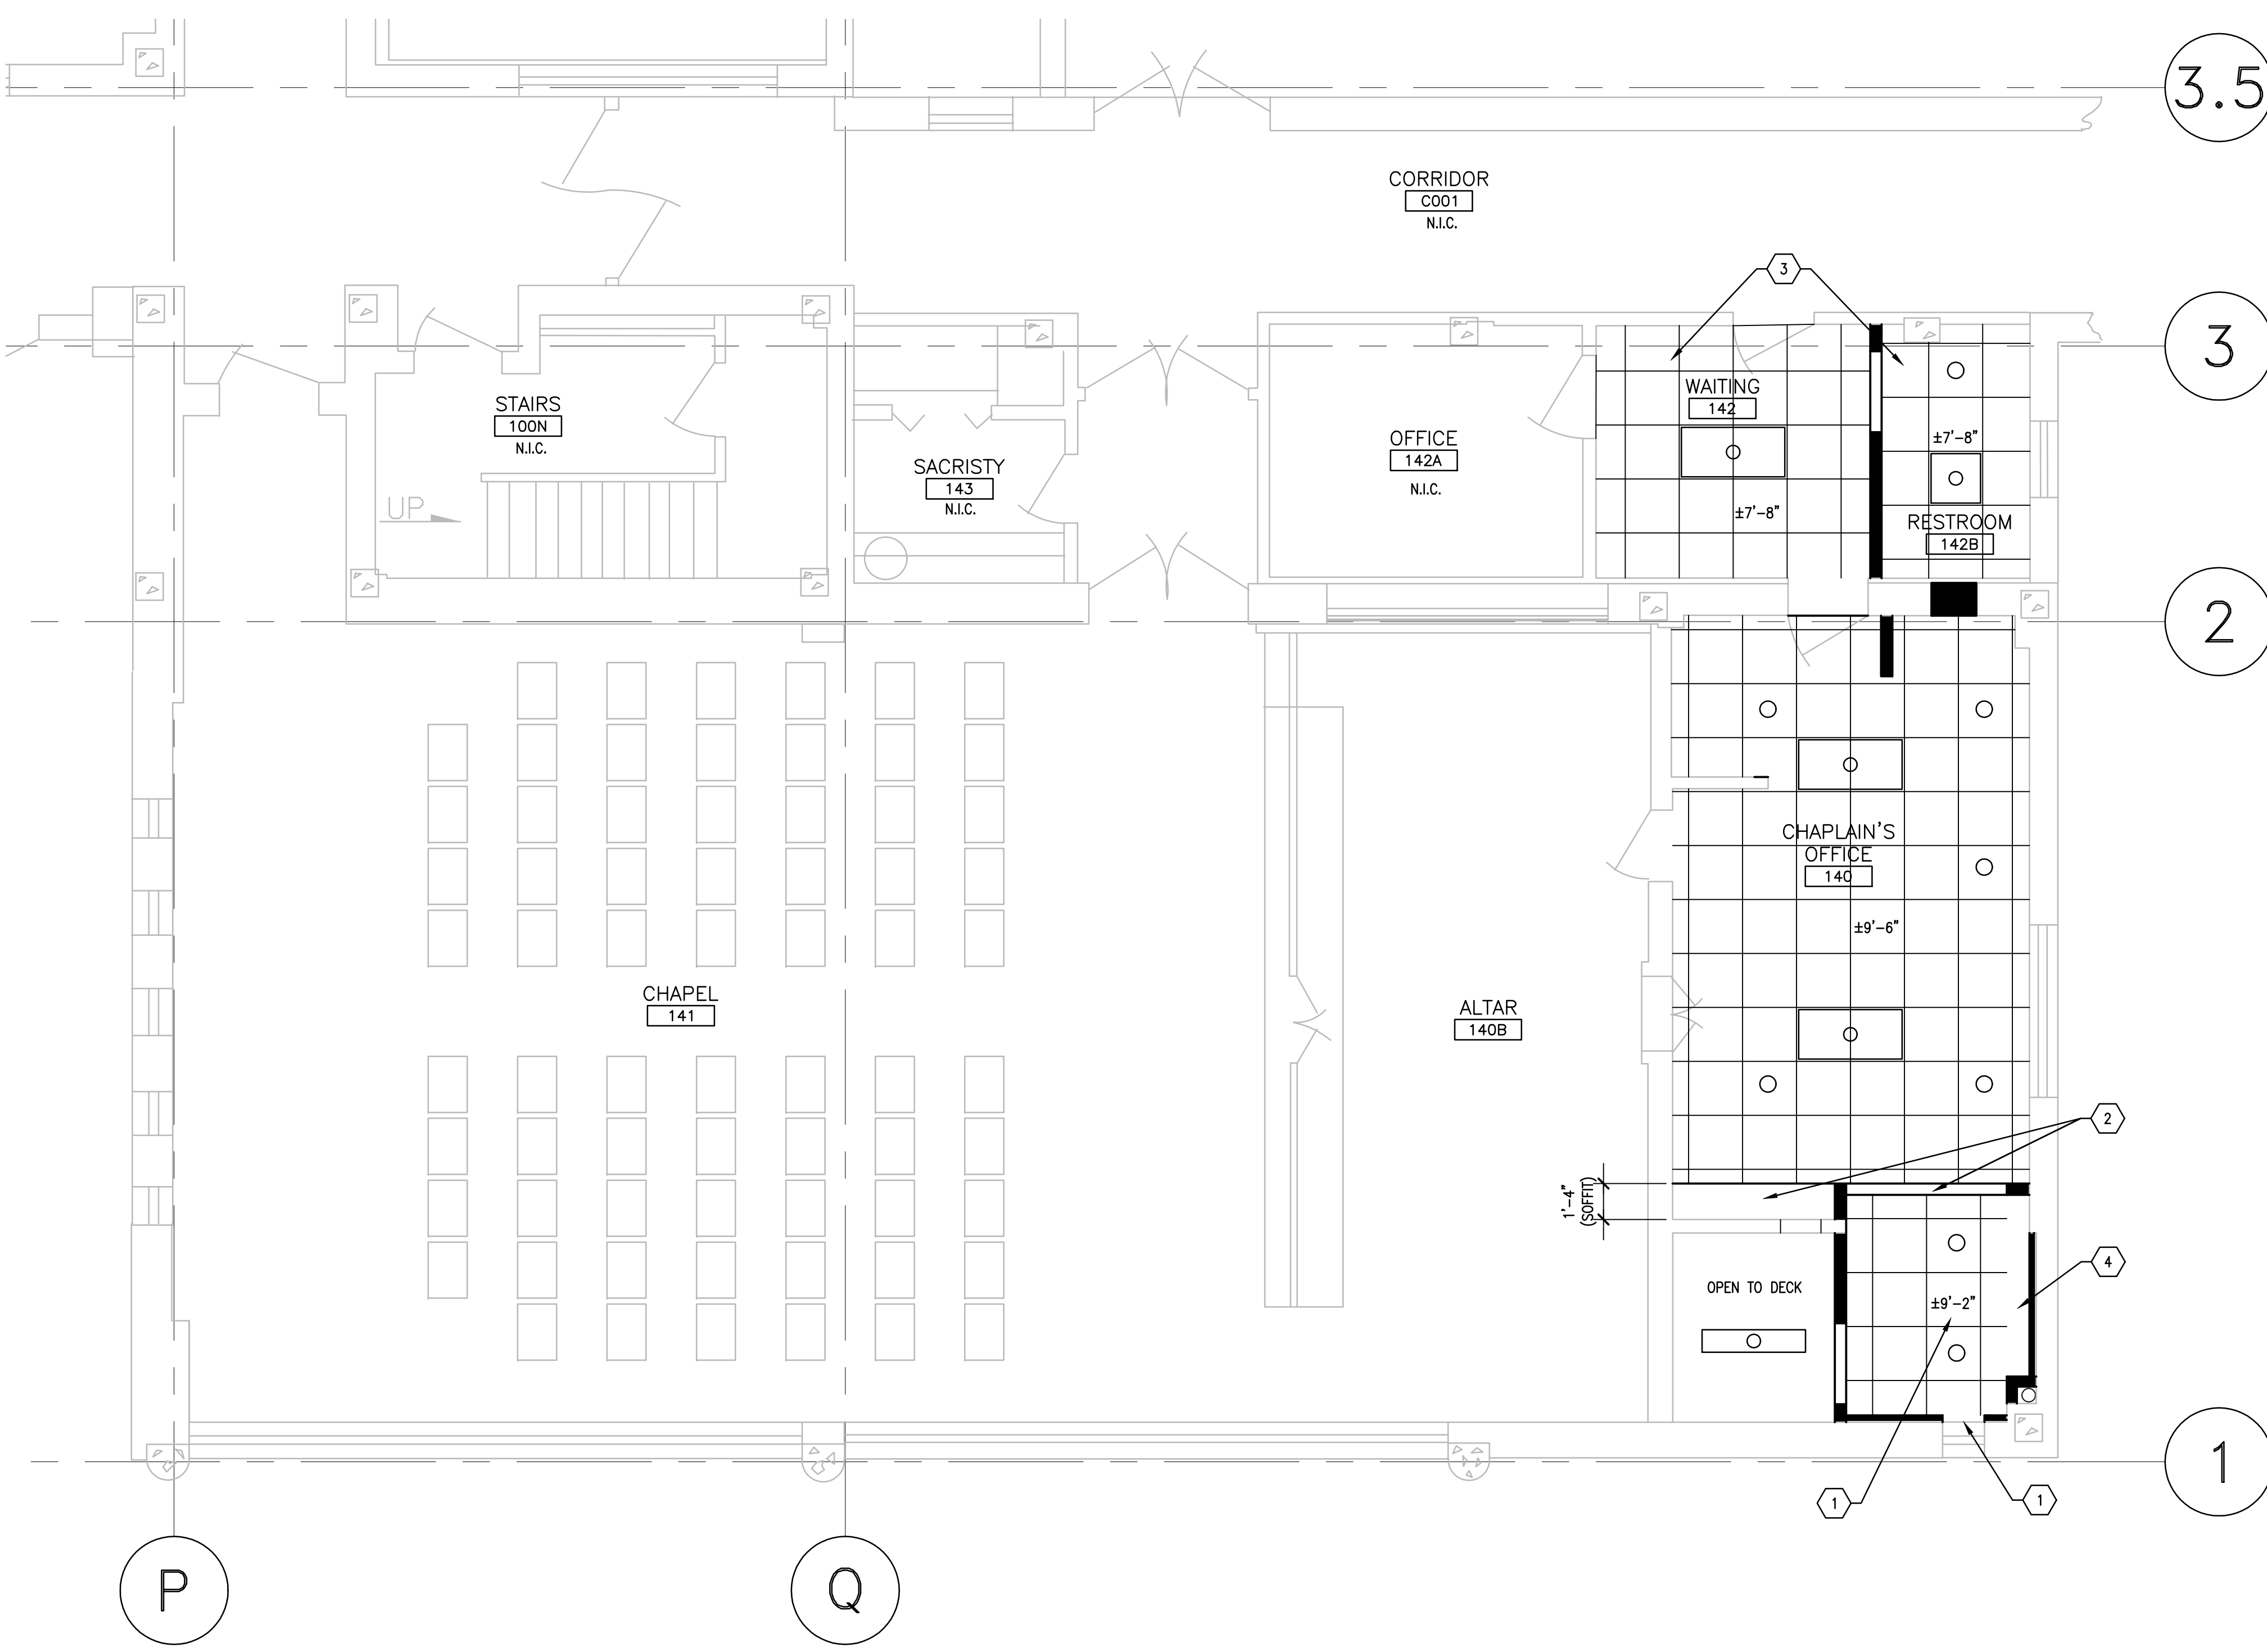 3.5
CORRIDOR
C001
N.I.C.
3
3
WAITING
142
±7'-8"
±7'-8"
RESTROOM
142B
STAIRS
100N
N.I.C.
UP
SACRISTY
143
N.I.C.
OFFICE
142A
N.I.C.
2
CHAPLAIN'S
OFFICE
140
±9'-6"
CHAPEL
141
ALTAR
140B
2
1'-4"
(SOFFIT)
4
OPEN TO DECK
±9'-2"
1
1
1
P
Q